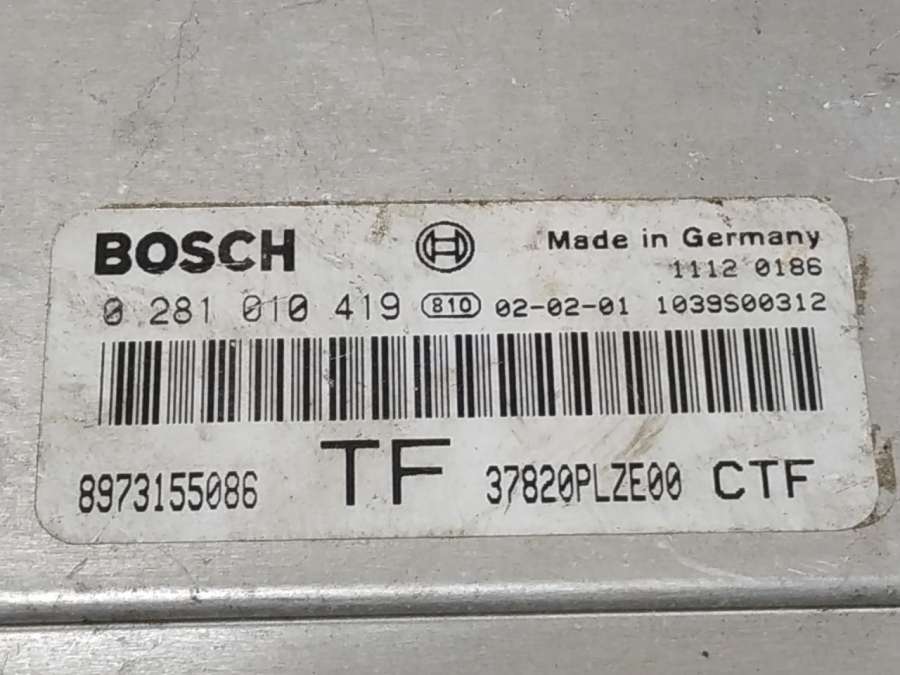 BOSCH Made in Germany
1112 0186
0 281 010 419 810 02-02-01 1039S00312
8973155086 TF 37820PLZE00 CTF